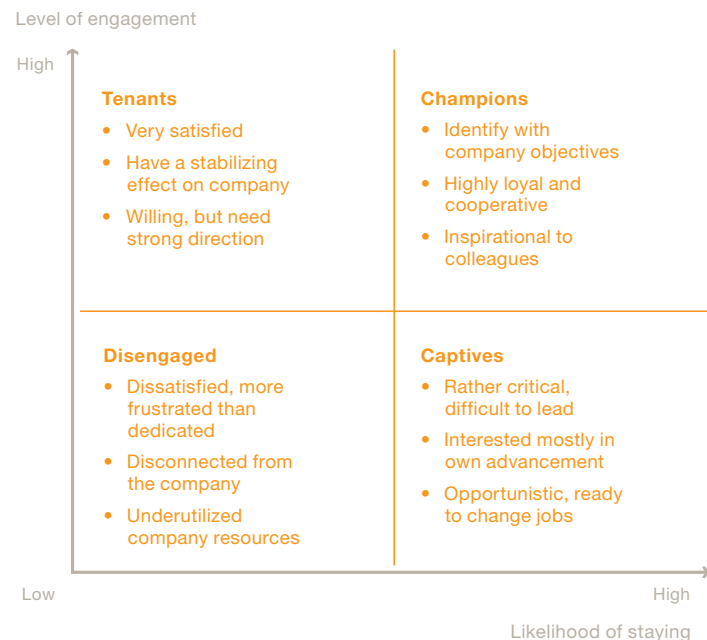 Level of engagement
High
Tenants
• Very satisfied
• Have a stabilizing
effect on company
• Willing, but need
strong direction
Champions
• Identify with
company objectives
• Highly loyal and
cooperative
• Inspirational to
colleagues
Disengaged
• Dissatisfied, more
frustrated than
dedicated
• Disconnected from
the company
• Underutilized
company resources
Captives
• Rather critical,
difficult to lead
• Interested mostly in
own advancement
• Opportunistic, ready
to change jobs
Low
High
Likelihood of staying